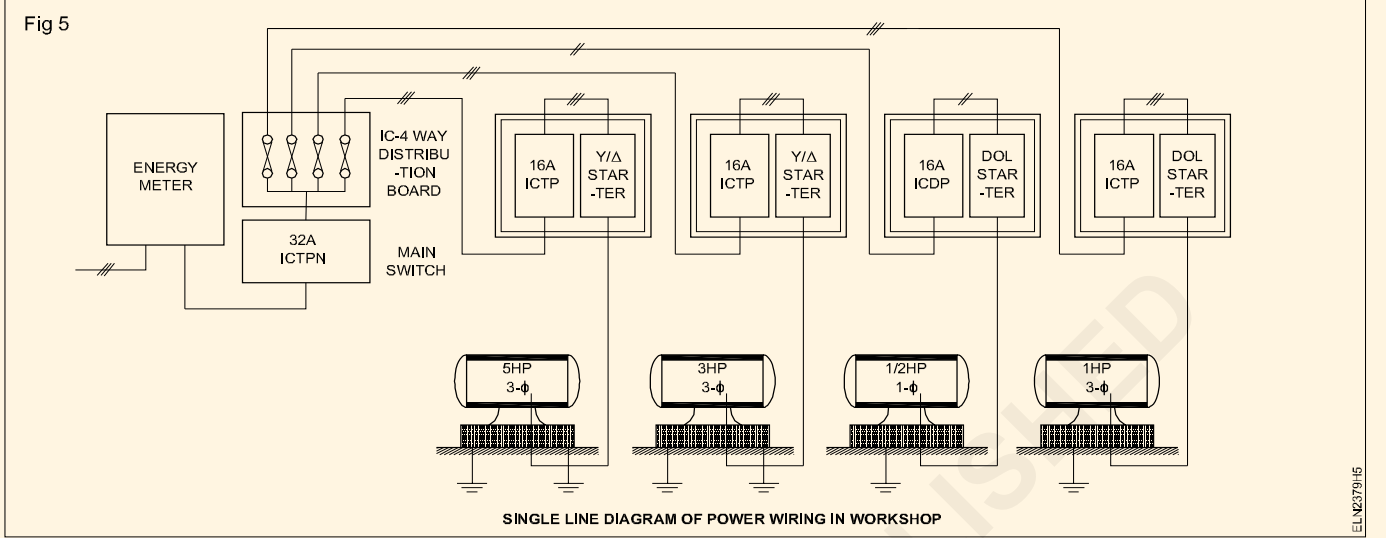 Fig 5
ENERGY
METER
IC-4 WAY
DISTRIBU
-TION
BOARD
32A
ICTPN
MAIN
SWITCH
16A
ICTP
Y/Δ
STAR
-TER
16A
ICTP
Y/Δ
STAR
-TER
16A
ICDP
DOL
STAR
-TER
16A
ICTP
DOL
STAR
-TER
5HP
3-ϕ
3HP
3-ϕ
1/2HP
1-ϕ
1HP
3-ϕ
SINGLE LINE DIAGRAM OF POWER WIRING IN WORKSHOP
ELN2379H5